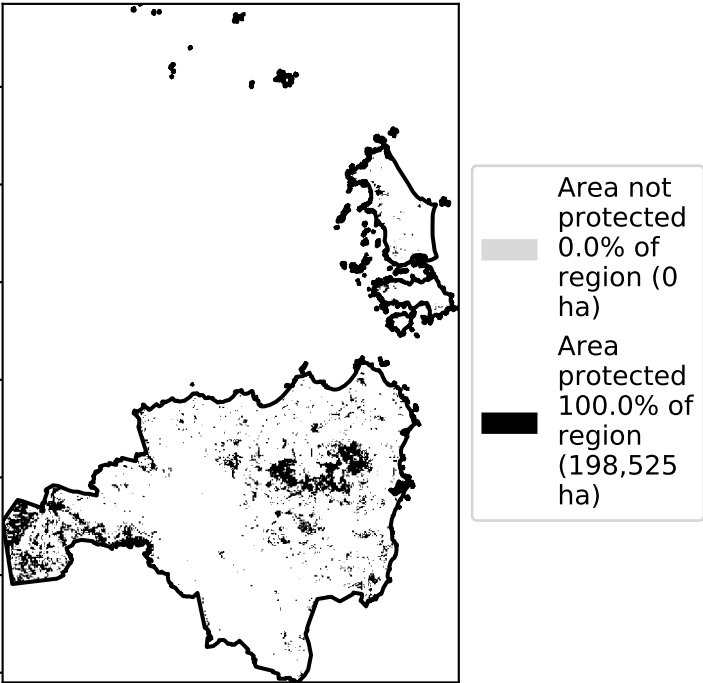 Area not
protected
0.0% of
region (0
ha)
Area
protected
100.0% of
region
(198,525
ha)